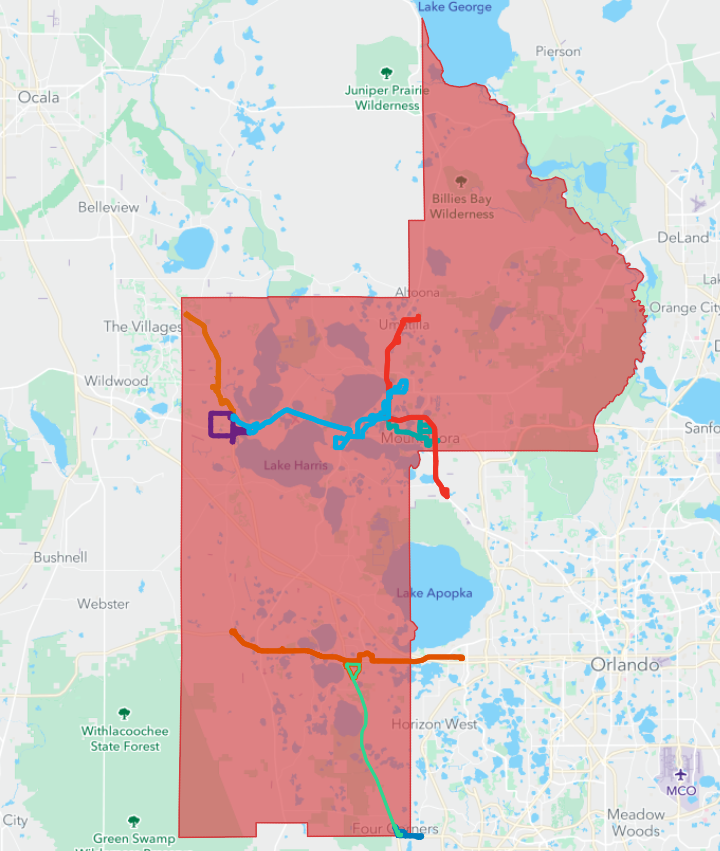 Lake George
Pierson
Ocala
Juniper Prairie
Wilderness
Belleview
Billies Bay
Wilderness
DeLand
Altoona
Orange City
The Villages
Umatilla
Wildwood
Mount Dora
Lake Harris
Bushnell
Webster
Lake Apopka
Orlando
Withlacoochee
State Forest
Horizon West
MCO
City
Green Swamp
Four Corners
Meadow
Woods